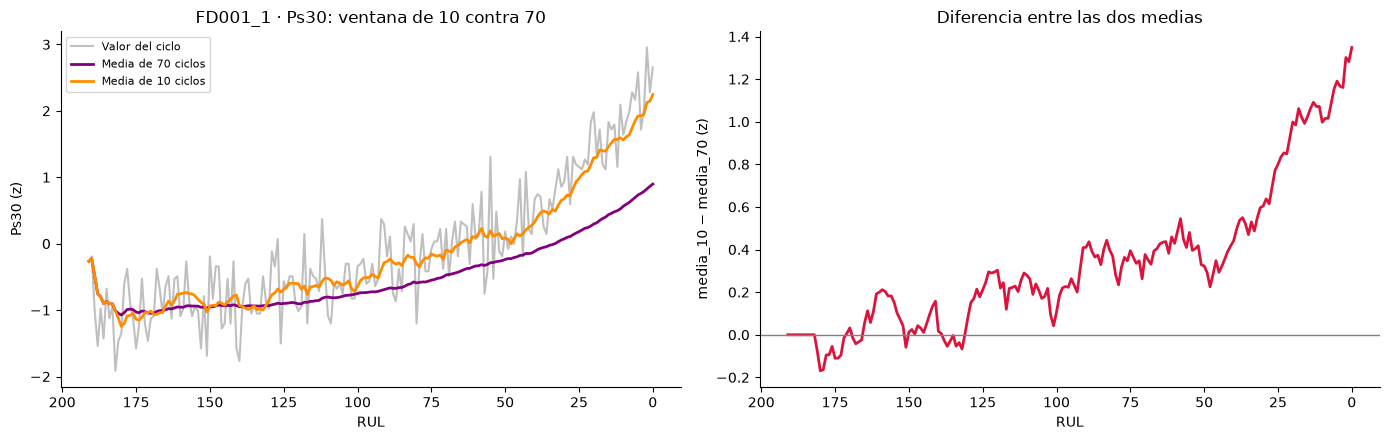 FD001_1 · Ps30: ventana de 10 contra 70
Valor del ciclo
Media de 70 ciclos
Media de 10 ciclos
Ps30 (z)
3
2
1
0
−1
−2
200 175 150 125 100 75 50 25 0
RUL
Diferencia entre las dos medias
media_10 − media_70 (z)
1.4
1.2
1.0
0.8
0.6
0.4
0.2
0.0
−0.2
200 175 150 125 100 75 50 25 0
RUL